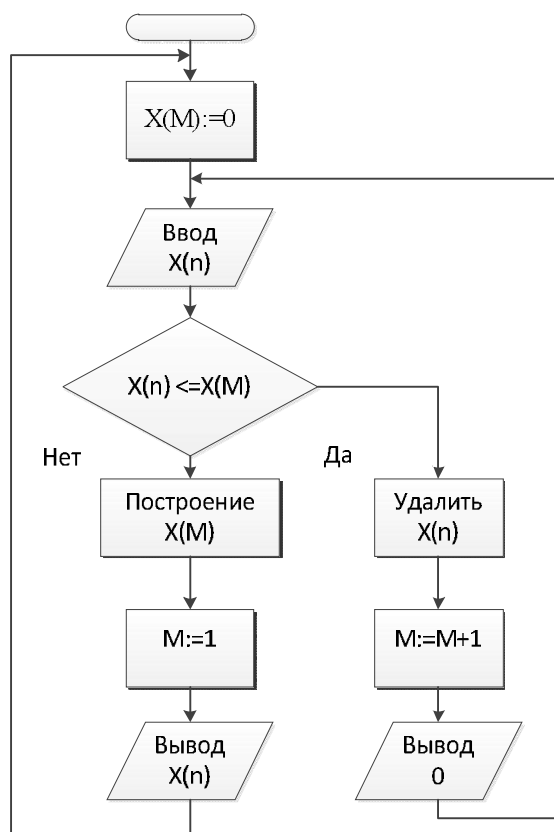 X(M):=0
Ввод
X(n)
X(n) <=X(M)
Нет
Да
Построение
X(M)
Удалить
X(n)
M:=1
M:=M+1
Вывод
X(n)
Вывод
0